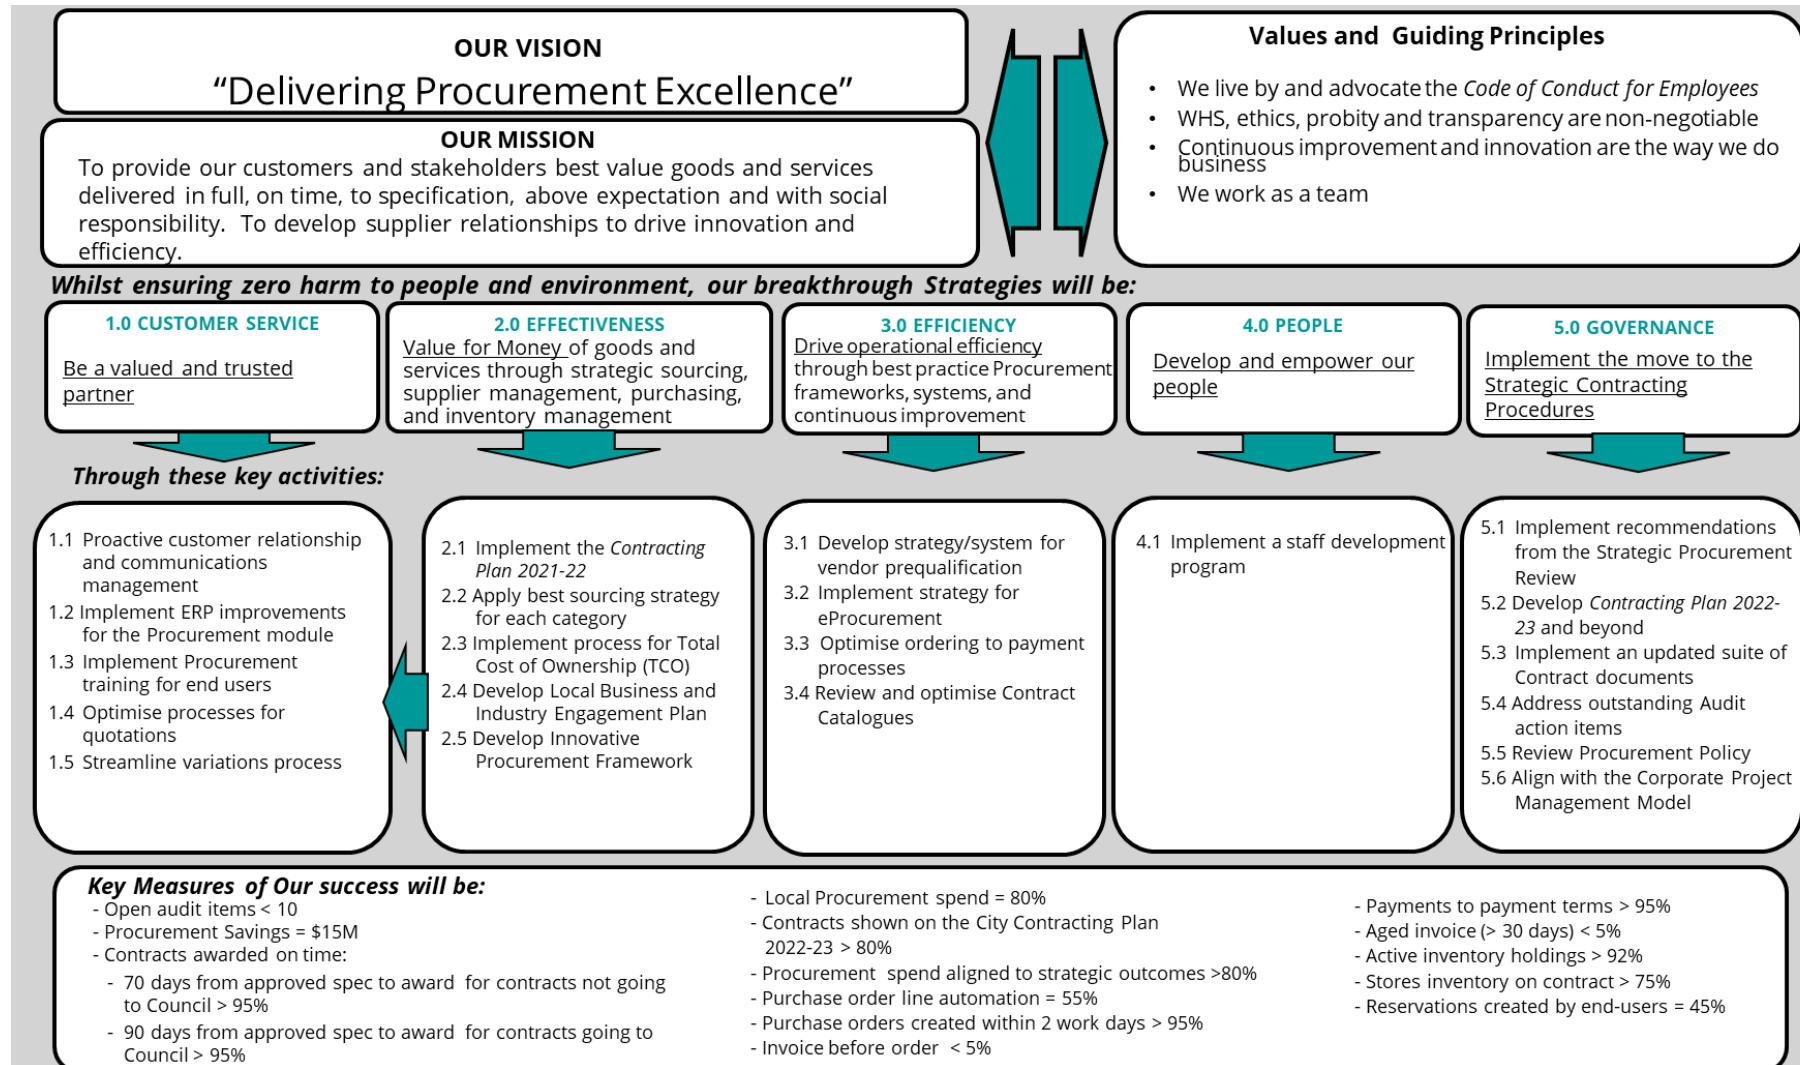 OUR VISION
“Delivering Procurement Excellence”
OUR MISSION
To provide our customers and stakeholders best value goods and services
delivered in full, on time, to specification, above expectation and with social
responsibility. To develop supplier relationships to drive innovation and
efficiency.
Values and Guiding Principles
• We live by and advocate the Code of Conduct for Employees
• WHS, ethics, probity and transparency are non-negotiable
• Continuous improvement and innovation are the way we do
business
• We work as a team
Whilst ensuring zero harm to people and environment, our breakthrough Strategies will be:
1.0 CUSTOMER SERVICE
Be a valued and trusted
partner
2.0 EFFECTIVENESS
Value for Money of goods and
services through strategic sourcing,
supplier management, purchasing,
and inventory management
3.0 EFFICIENCY
Drive operational efficiency
through best practice Procurement
frameworks, systems, and
continuous improvement
4.0 PEOPLE
Develop and empower our
people
5.0 GOVERNANCE
Implement the move to the
Strategic Contracting
Procedures
Through these key activities:
1.1 Proactive customer relationship
and communications
management
1.2 Implement ERP improvements
for the Procurement module
1.3 Implement Procurement
training for end users
1.4 Optimise processes for
quotations
1.5 Streamline variations process
2.1 Implement the Contracting
Plan 2021-22
2.2 Apply best sourcing strategy
for each category
2.3 Implement process for Total
Cost of Ownership (TCO)
2.4 Develop Local Business and
Industry Engagement Plan
2.5 Develop Innovative
Procurement Framework
3.1 Develop strategy/system for
vendor prequalification
3.2 Implement strategy for
eProcurement
3.3 Optimise ordering to payment
processes
3.4 Review and optimise Contract
Catalogues
4.1 Implement a staff development
program
5.1 Implement recommendations
from the Strategic Procurement
Review
5.2 Develop Contracting Plan 2022-
23 and beyond
5.3 Implement an updated suite of
Contract documents
5.4 Address outstanding Audit
action items
5.5 Review Procurement Policy
5.6 Align with the Corporate Project
Management Model
Key Measures of Our success will be:
- Open audit items < 10
- Procurement Savings = $15M
- Contracts awarded on time:
- 70 days from approved spec to award for contracts not going
to Council > 95%
- 90 days from approved spec to award for contracts going to
Council > 95%
- Local Procurement spend = 80%
- Contracts shown on the City Contracting Plan
2022-23 > 80%
- Procurement spend aligned to strategic outcomes >80%
- Purchase order line automation = 55%
- Purchase orders created within 2 work days > 95%
- Invoice before order < 5%
- Payments to payment terms > 95%
- Aged invoice (> 30 days) < 5%
- Active inventory holdings > 92%
- Stores inventory on contract > 75%
- Reservations created by end-users = 45%